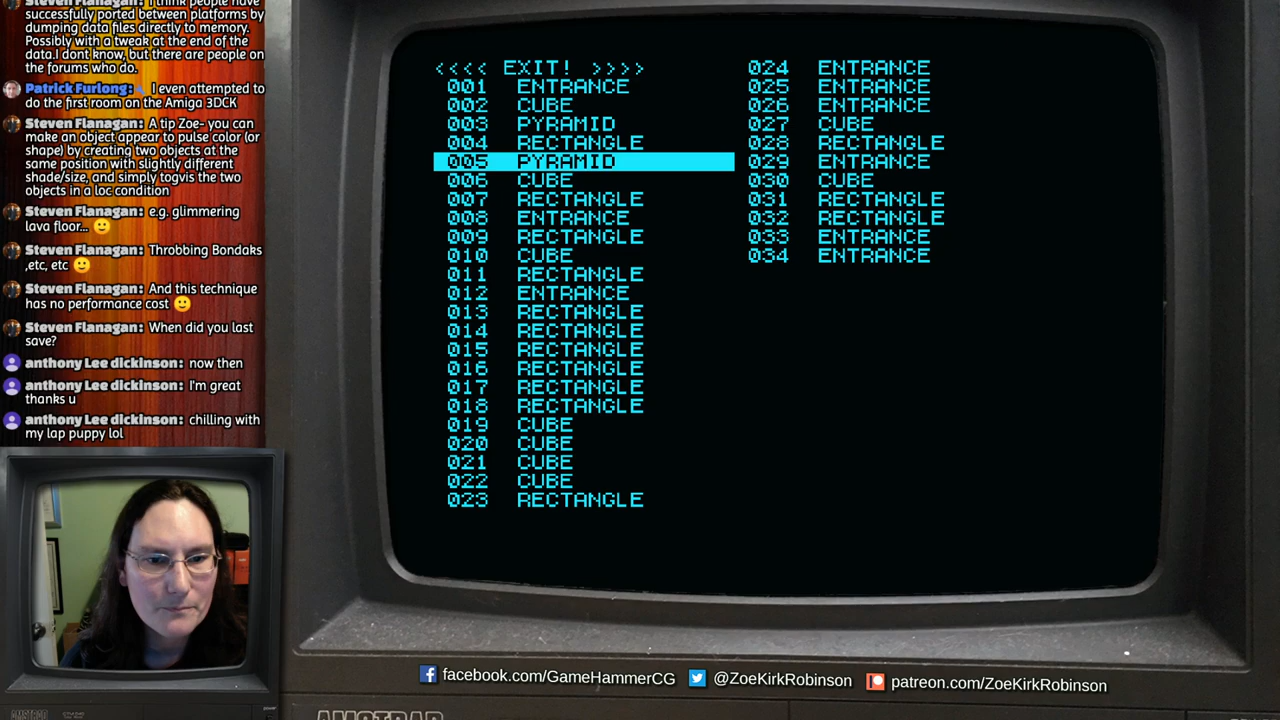 Steven Flanagan: I think people have
successfully ported between platforms by
dumping data files directly to memory.
Possibly with a tweak at the end of the
data.I dont know, but there are people on
the forums who do.
Patrick Furlong: I even attempted to
do the first room on the Amiga 3DCK
Steven Flanagan: A tip Zoe- you can
make an object appear to pulse color (or
shape) by creating two objects at the
same position with slightly different
shade/size, and simply togvis the two
objects in a loc condition
Steven Flanagan: e.g. glimmering
lava floor... 🙂
Steven Flanagan: Throbbing Bondaks
,etc, etc 🙂
Steven Flanagan: And this technique
has no performance cost 🙂
Steven Flanagan: When did you last
save?
anthony Lee dickinson: now then
anthony Lee dickinson: I'm great
thanks u
anthony Lee dickinson: chilling with
my lap puppy lol
<<<< EXIT! >>>>
001 ENTRANCE
002 CUBE
003 PYRAMID
004 RECTANGLE
005 PYRAMID
006 CUBE
007 RECTANGLE
008 ENTRANCE
009 RECTANGLE
010 CUBE
011 RECTANGLE
012 ENTRANCE
013 RECTANGLE
014 RECTANGLE
015 RECTANGLE
016 RECTANGLE
017 RECTANGLE
018 RECTANGLE
019 CUBE
020 CUBE
021 CUBE
022 CUBE
023 RECTANGLE
024 ENTRANCE
025 ENTRANCE
026 ENTRANCE
027 CUBE
028 RECTANGLE
029 ENTRANCE
030 CUBE
031 RECTANGLE
032 RECTANGLE
033 ENTRANCE
034 ENTRANCE
facebook.com/GameHammerCG @ZoeKirkRobinson patreon.com/ZoeKirkRobinson
AMSTRAD